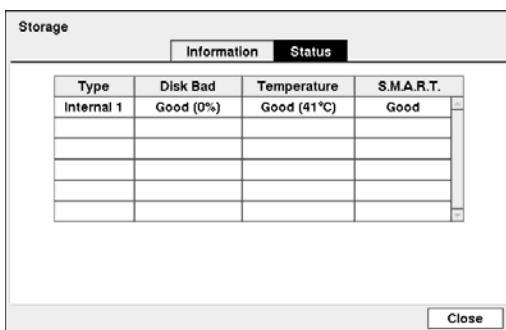 Storage
Information Status
Type Disk Bad Temperature S.M.A.R.T.
Internal 1 Good (0%) Good (41°C) Good
Close